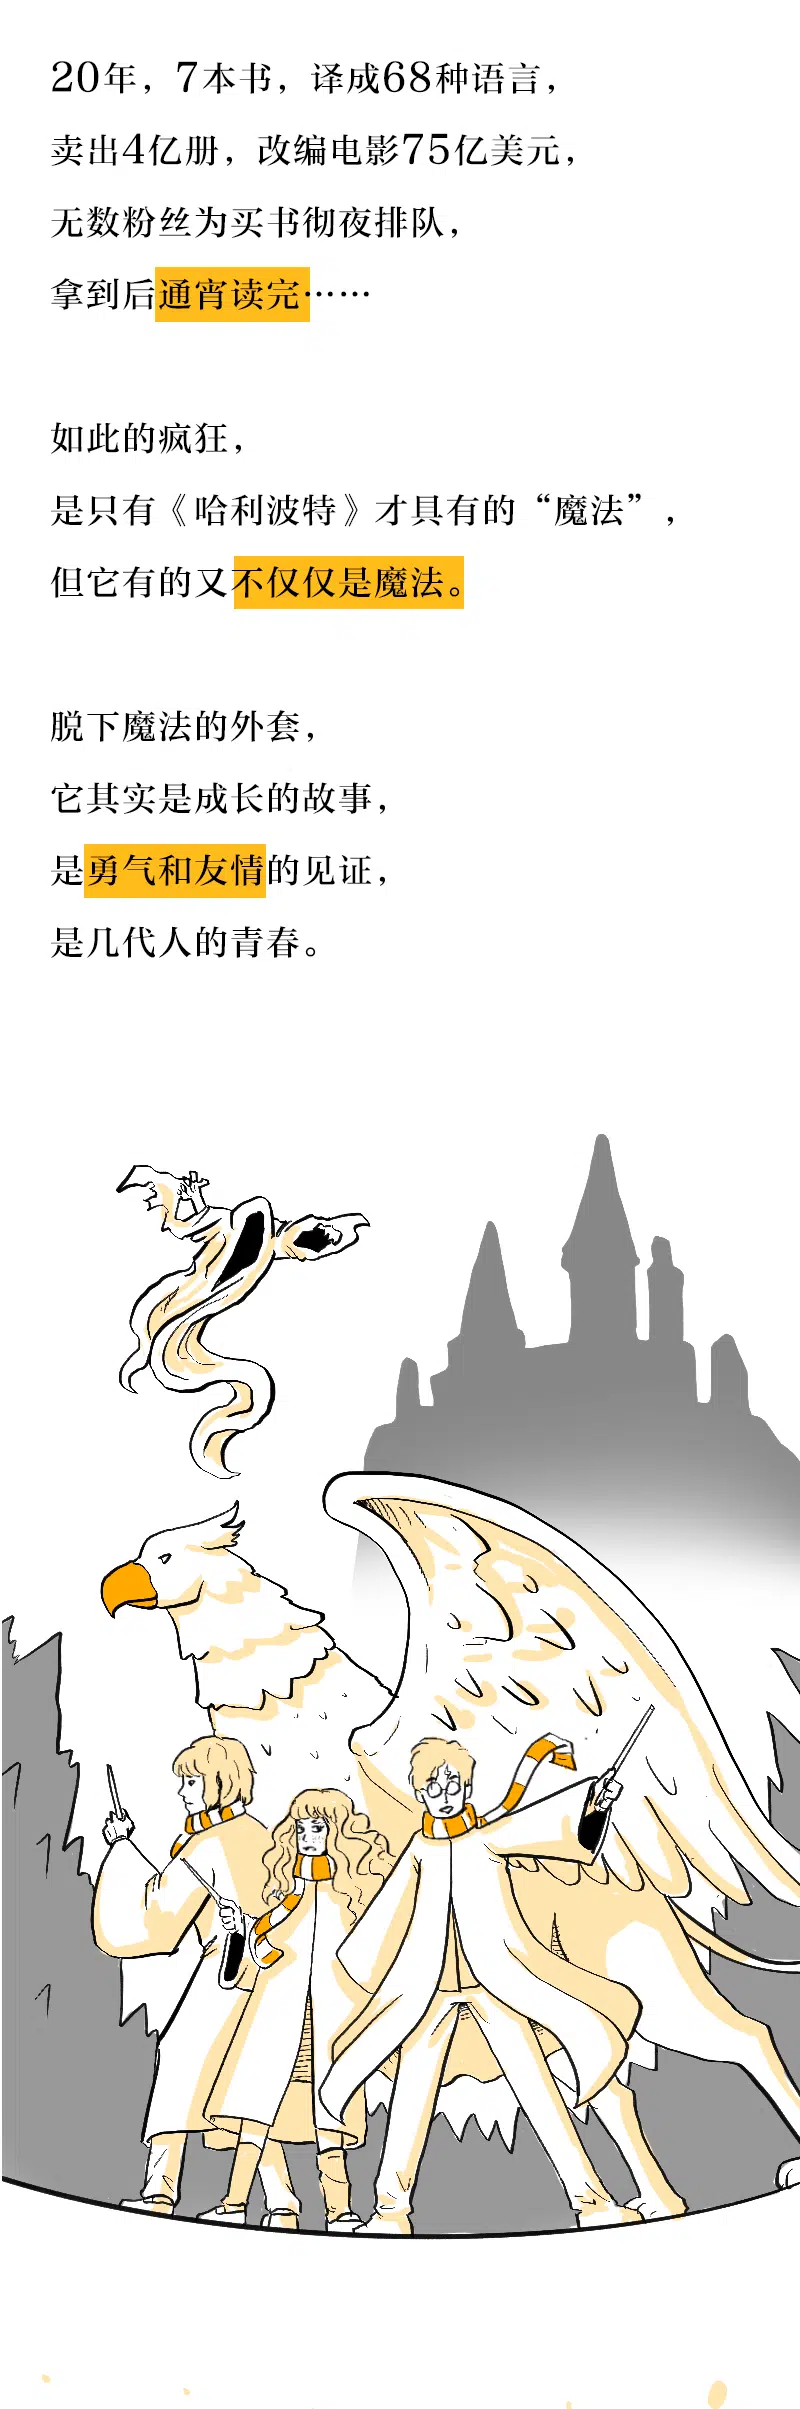 20年，7本书，译成68种语言，
卖出4亿册，改编电影75亿美元，
无数粉丝为买书彻夜排队，
拿到后通宵读完……
如此的疯狂，
是只有《哈利波特》才具有的“魔法”，
但它有的又不仅仅是魔法。
脱下魔法的外套，
它其实是成长的故事，
是勇气和友情的见证，
是几代人的青春。